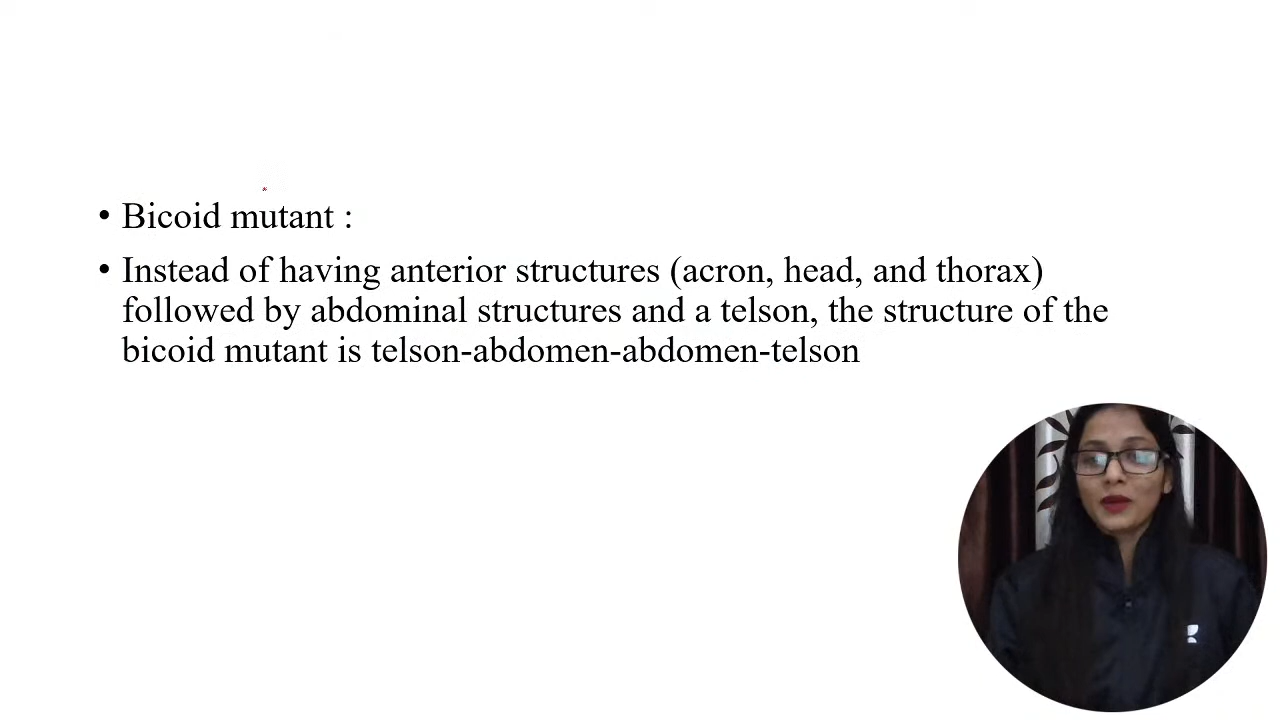 • Bicoid mutant :
• Instead of having anterior structures (acron, head, and thorax)
followed by abdominal structures and a telson, the structure of the
bicoid mutant is telson-abdomen-abdomen-telson